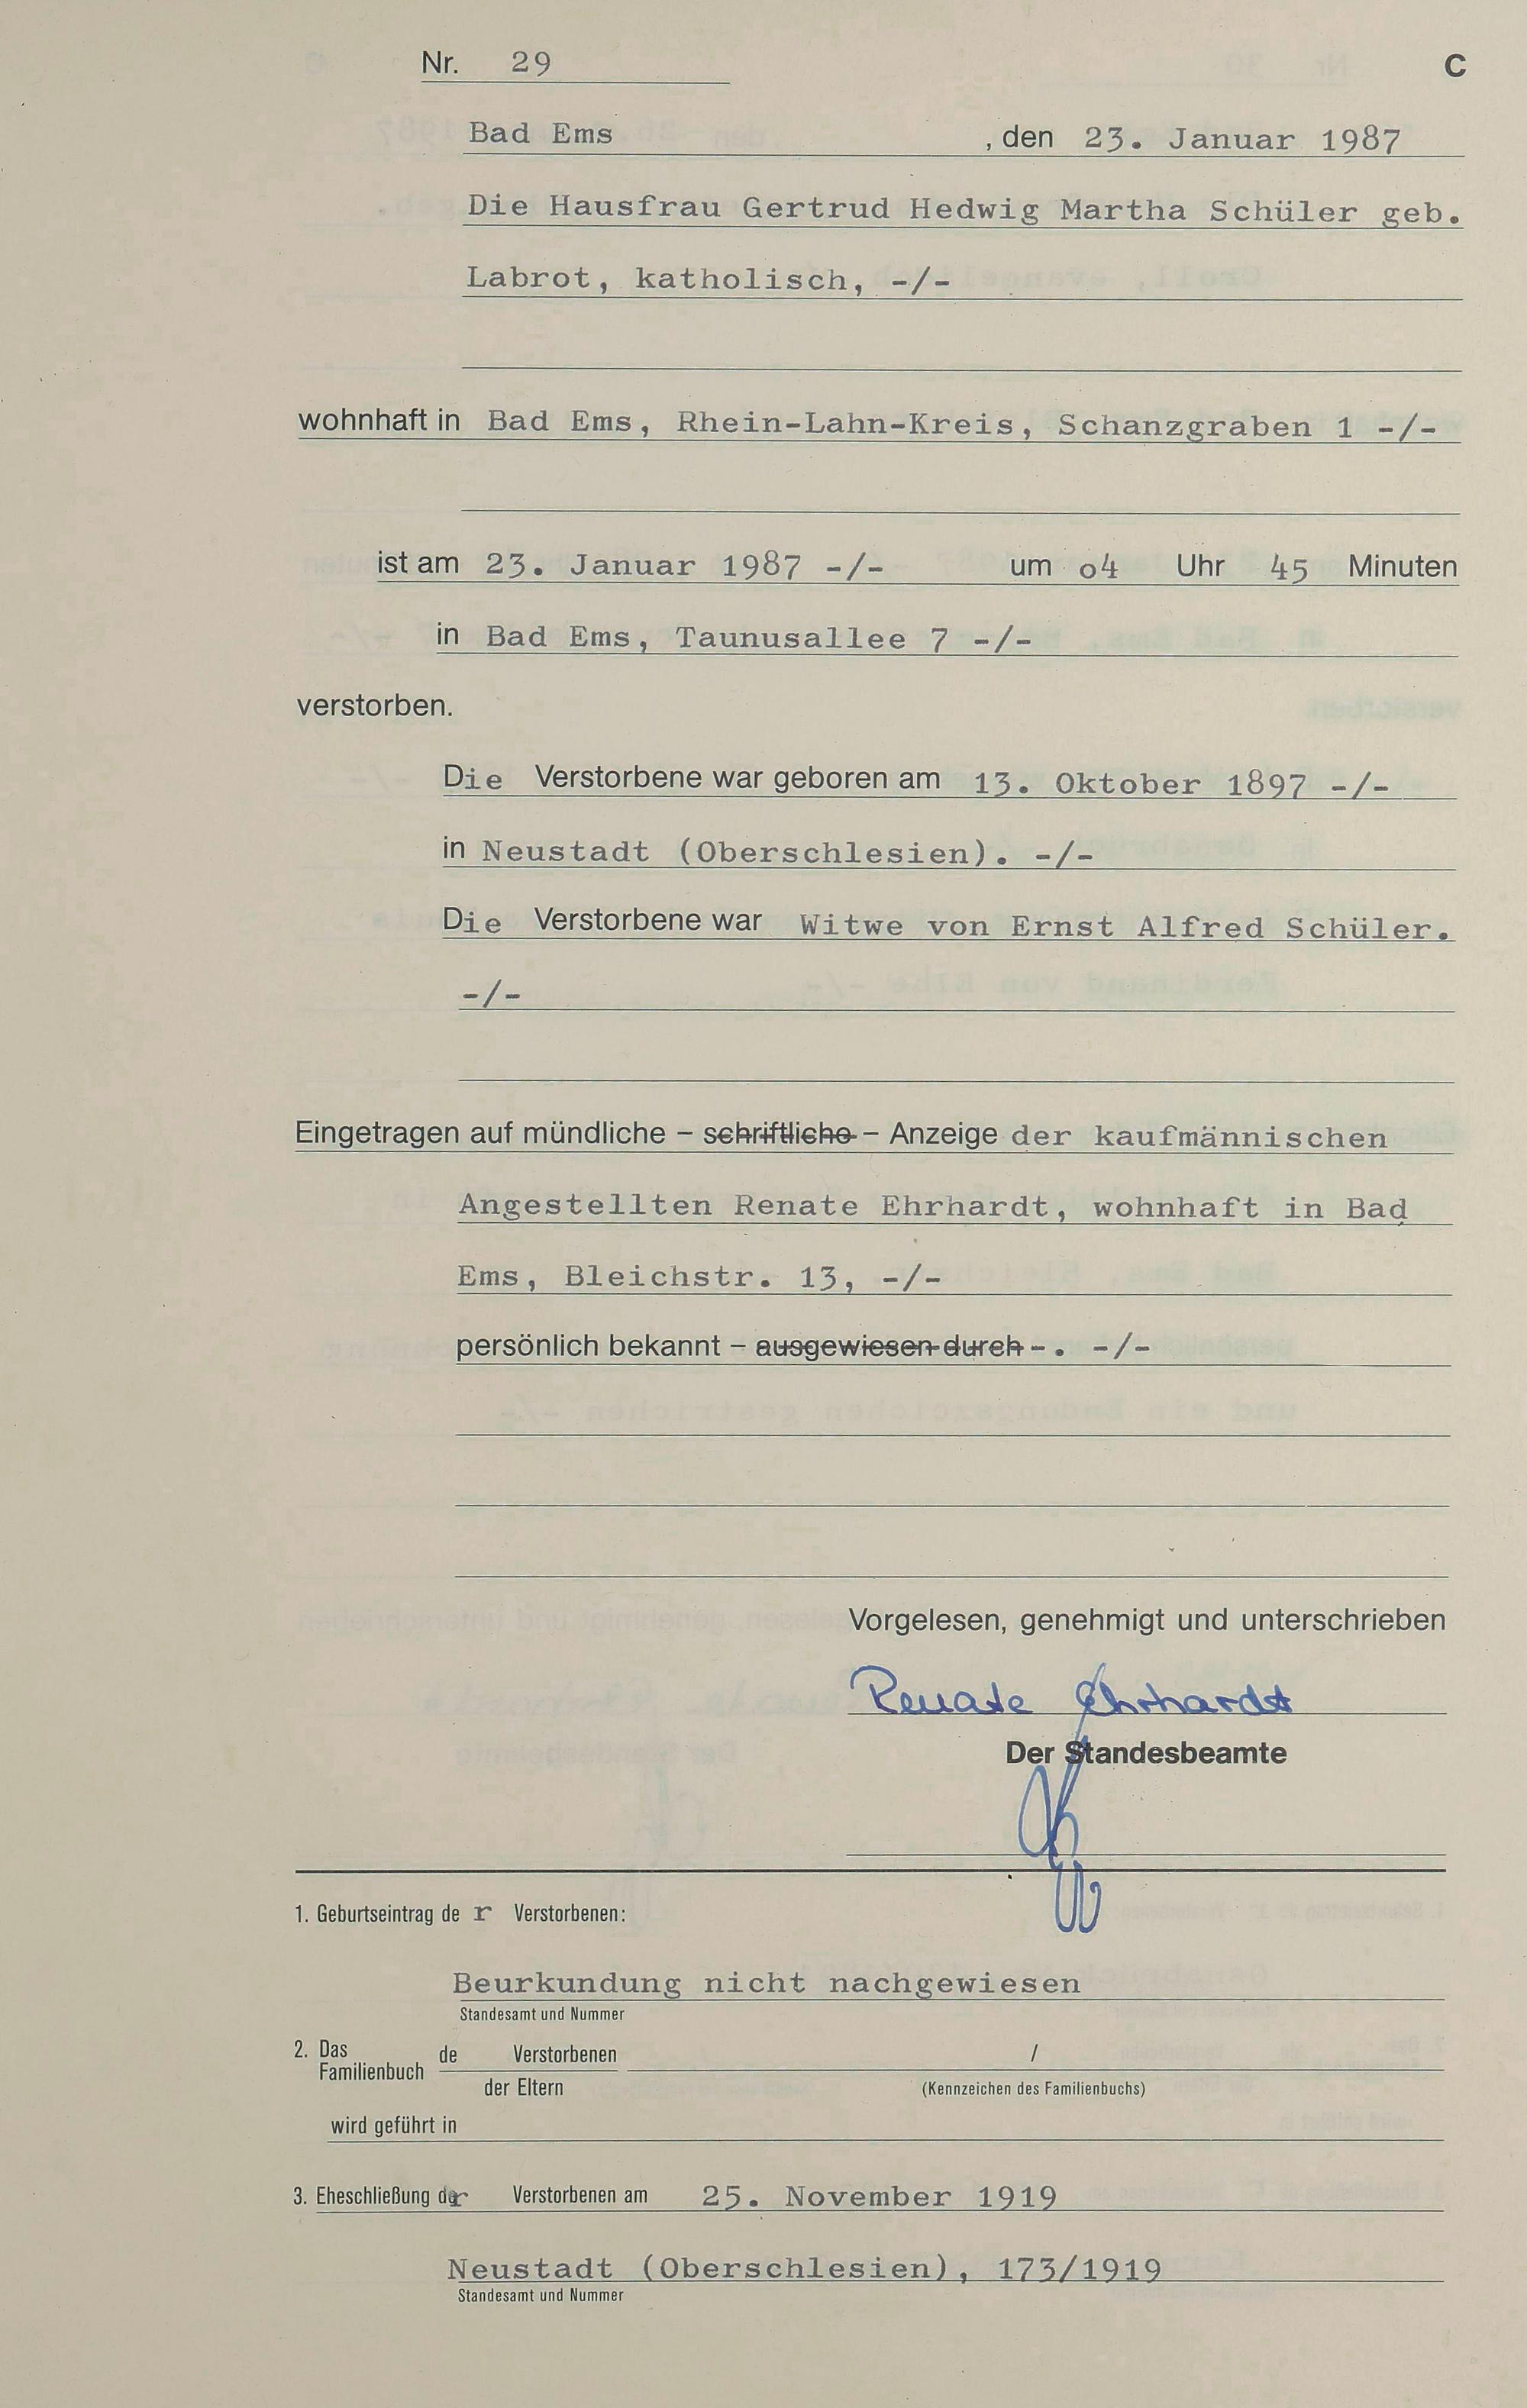 Nr. 29 C
Bad Ems , den 23. Januar 1987
Die Hausfrau Gertrud Hedwig Martha Schüler geb.
Labrot, katholisch, -/-
wohnhaft in Bad Ems, Rhein-Lahn-Kreis, Schanzgraben 1 -/-
ist am 23. Januar 1987 -/- um o4 Uhr 45 Minuten
in Bad Ems, Taunusallee 7 -/-
verstorben.
Die Verstorbene war geboren am 13. Oktober 1897 -/-
in Neustadt (Oberschlesien). -/-
Die Verstorbene war Witwe von Ernst Alfred Schüler.
-/-
Eingetragen auf mündliche – schriftliche – Anzeige der kaufmännischen
Angestellten Renate Ehrhardt, wohnhaft in Bad
Ems, Bleichstr. 13, -/-
persönlich bekannt – ausgewiesen durch - . -/-
Vorgelesen, genehmigt und unterschrieben
Renate Ehrhardt
Der Standesbeamte
1. Geburtseintrag de r Verstorbenen:
Beurkundung nicht nachgewiesen
Standesamt und Nummer
2. Das Familienbuch de Verstorbenen /
der Eltern (Kennzeichen des Familienbuchs)
wird geführt in
3. Eheschließung der Verstorbenen am 25. November 1919
Neustadt (Oberschlesien), 173/1919
Standesamt und Nummer